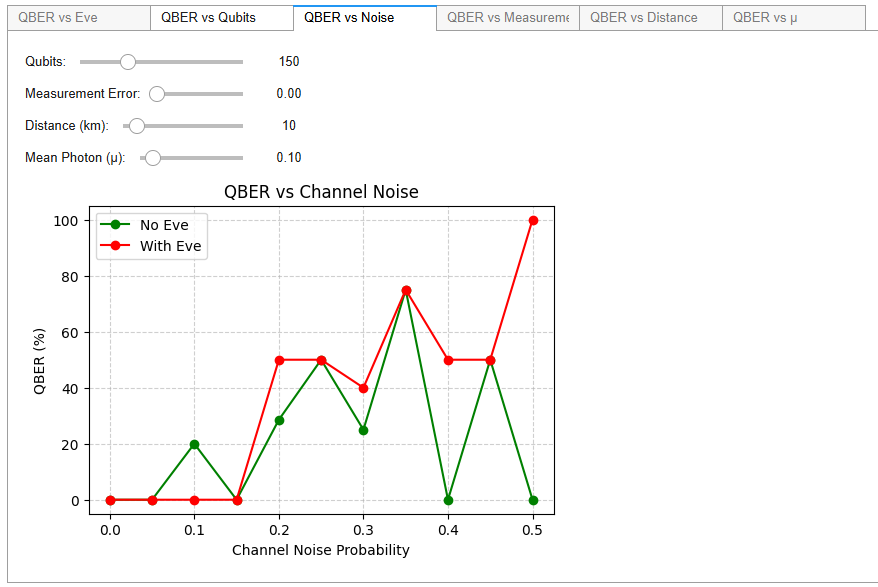 QBER vs Eve QBER vs Qubits QBER vs Noise QBER vs Measureme QBER vs Distance QBER vs μ
Qubits: 150
Measurement Error: 0.00
Distance (km): 10
Mean Photon (μ): 0.10
QBER vs Channel Noise
No Eve
With Eve
100
80
60
40
20
0
QBER (%)
0.0 0.1 0.2 0.3 0.4 0.5
Channel Noise Probability